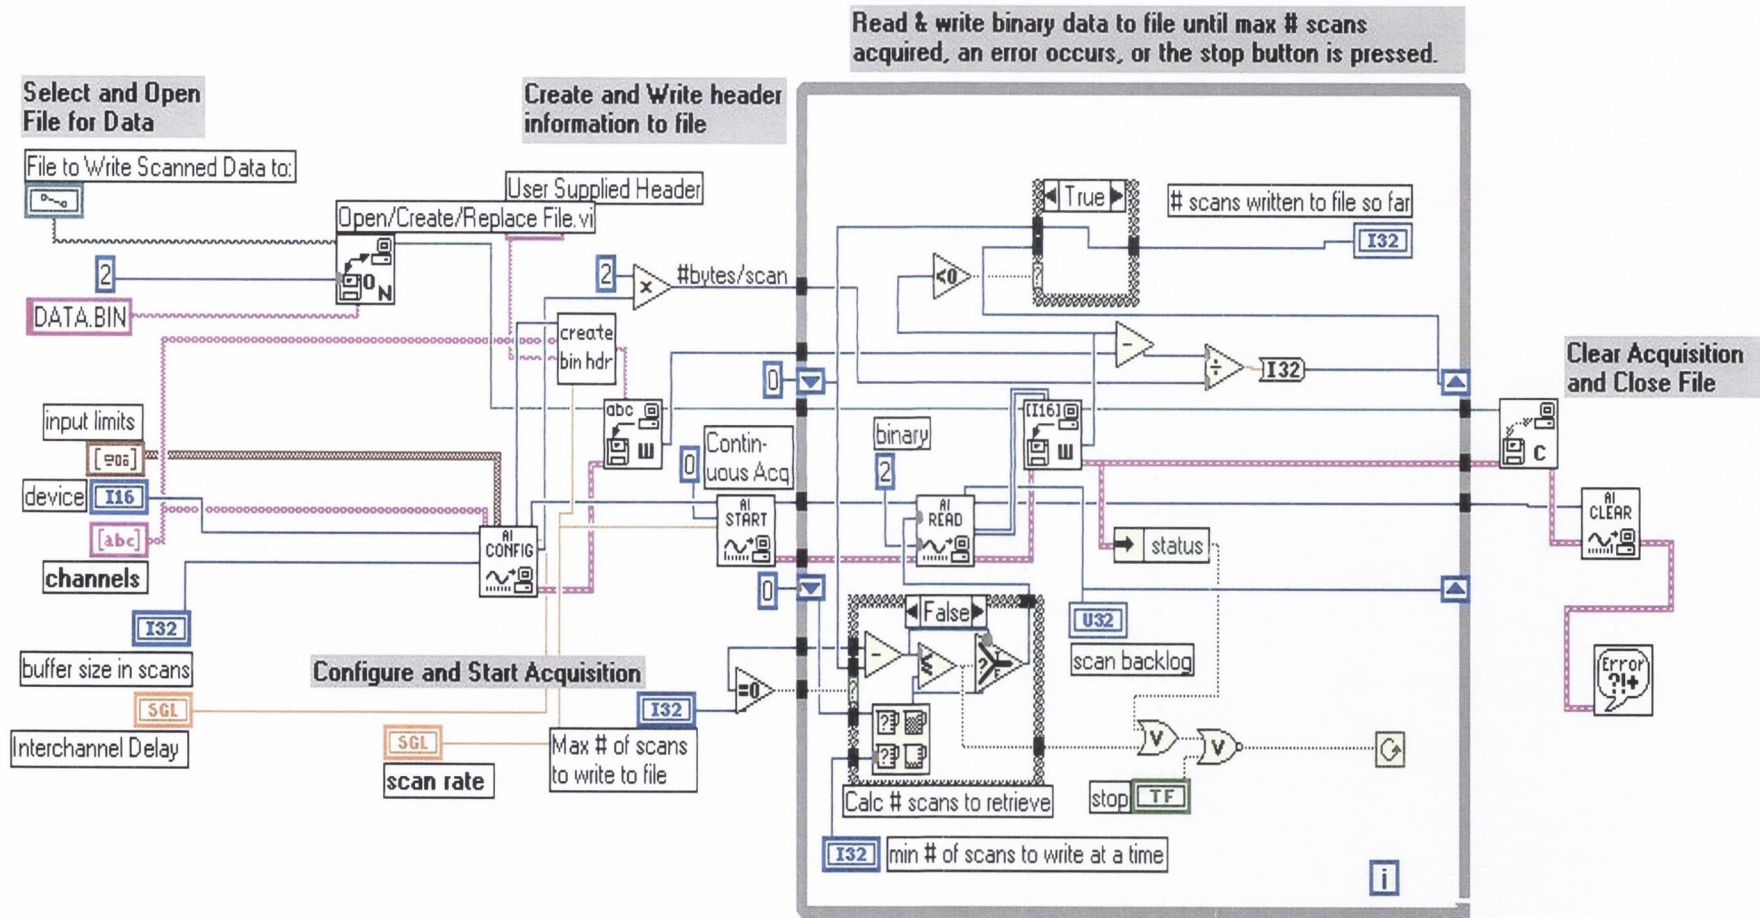 Read & write binary data to file until max # scans
acquired, an error occurs, or the stop button is pressed.
Select and Open
File for Data
Create and Write header
information to file
File to Write Scanned Data to:
User Supplied Header
Open/Create/Replace File.vi
2
O N
DATA.BIN
2
x
#bytes/scan
create
bin hdr
True
# scans written to file so far
I32
<0
?
-
÷
I32
0
Clear Acquisition
and Close File
input limits
device
I16
[abc]
channels
I32
buffer size in scans
SGL
Interchannel Delay
AI
CONFIG
abc
W
0
Contin-
uous Acq
AI
START
binary
2
AI
READ
[I16]
W
C
AI
CLEAR
Error
?!+
status
U32
scan backlog
0
False
-
≤
?
T
F
?
?
?
Configure and Start Acquisition
=0
I32
Max # of scans
to write to file
SGL
scan rate
Calc # scans to retrieve
I32
min # of scans to write at a time
V
V
stop
TF
i